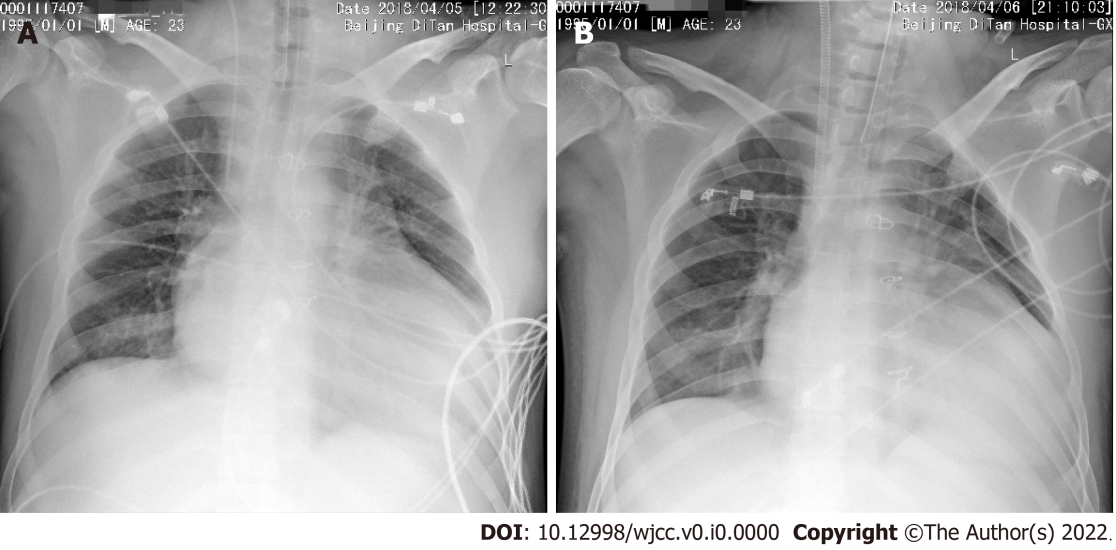 0001117407
Date 2018/04/05 [12:22:30
1995/01/01 [M] AGE: 23
Beijing DiTan Hospital-GX
A
L
0001117407
Date 2018/04/06 [21:10:03]
1995/01/01 [M] AGE: 23
Beijing DiTan Hospital-GX
B
L
DOI: 10.12998/wjcc.v0.i0.0000 Copyright ©The Author(s) 2022.